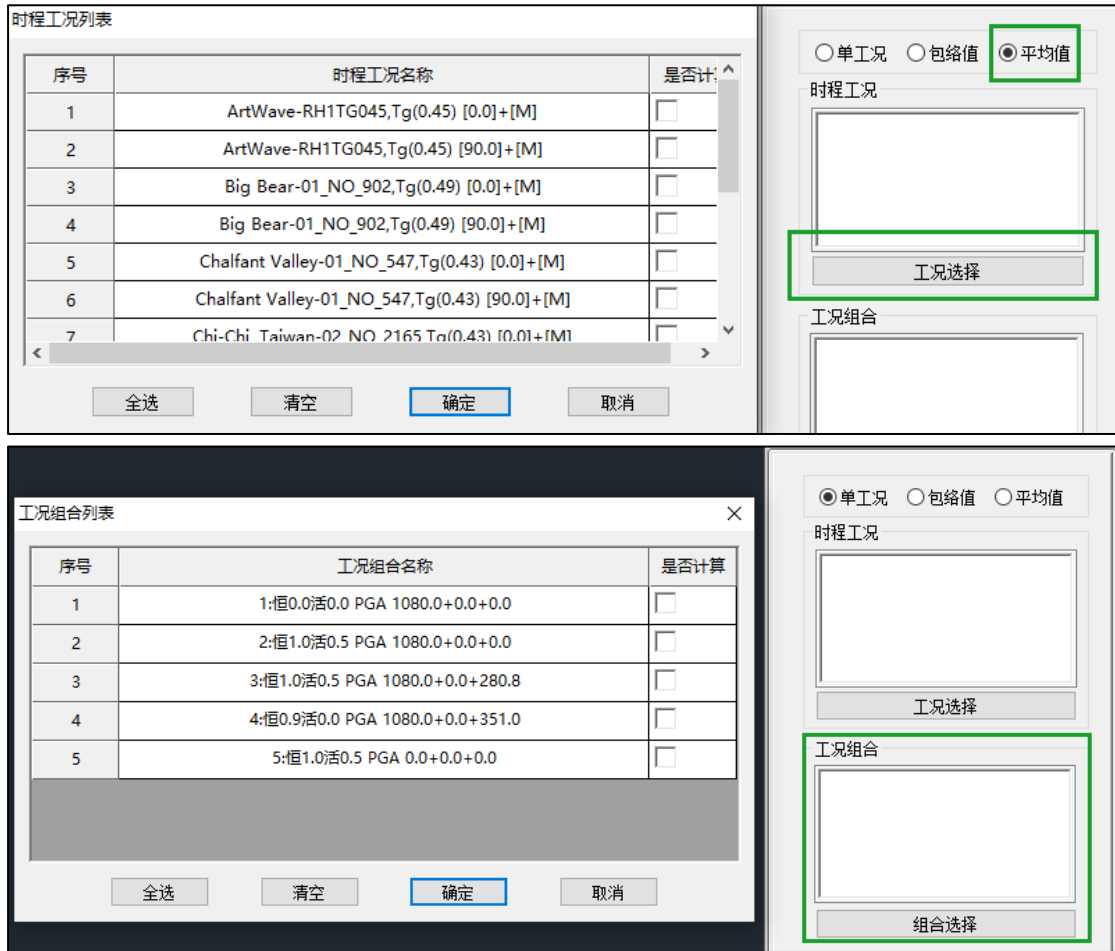 时程工况列表
序号 时程工况名称 是否计算
1 ArtWave-RH1TG045,Tg(0.45) [0.0]+[M]
2 ArtWave-RH1TG045,Tg(0.45) [90.0]+[M]
3 Big Bear-01_NO_902,Tg(0.49) [0.0]+[M]
4 Big Bear-01_NO_902,Tg(0.49) [90.0]+[M]
5 Chalfant Valley-01_NO_547,Tg(0.43) [0.0]+[M]
6 Chalfant Valley-01_NO_547,Tg(0.43) [90.0]+[M]
7 Chi-Chi_Taiwan-02_NO_2165,Tg(0.43) [0.0]+[M]
全选 清空 确定 取消
单工况 包络值 平均值
时程工况
工况选择
工况组合
工况组合列表
序号 工况组合名称 是否计算
1 1:恒0.0活0.0 PGA 1080.0+0.0+0.0
2 2:恒1.0活0.5 PGA 1080.0+0.0+0.0
3 3:恒1.0活0.5 PGA 1080.0+0.0+280.8
4 4:恒0.9活0.0 PGA 1080.0+0.0+351.0
5 5:恒1.0活0.5 PGA 0.0+0.0+0.0
全选 清空 确定 取消
单工况 包络值 平均值
时程工况
工况选择
工况组合
组合选择